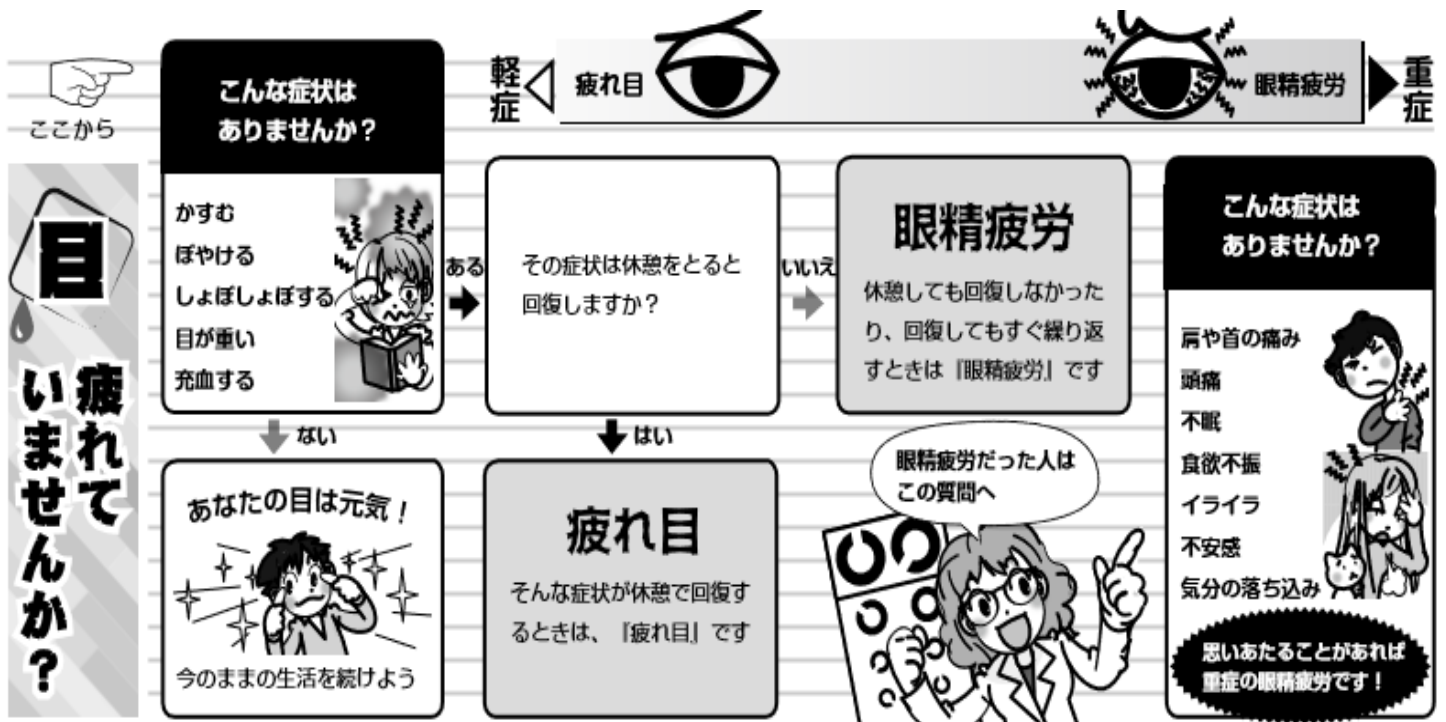 ここから
目
疲れて
いませんか？
こんな症状は
ありませんか？
かすむ
ぼやける
しょぼしょぼする
目が重い
充血する
ある
ない
あなたの目は元気！
今のままの生活を続けよう
軽症
疲れ目
眼精疲労
重症
その症状は休憩をとると
回復しますか？
いいえ
はい
疲れ目
そんな症状が休憩で回復す
るときは、『疲れ目』です
眼精疲労
休憩しても回復しなかった
り、回復してもすぐ繰り返
すときは『眼精疲労』です
眼精疲労だった人は
この質問へ
こんな症状は
ありませんか？
肩や首の痛み
頭痛
不眠
食欲不振
イライラ
不安感
気分の落ち込み
思いあたることがあれば
重症の眼精疲労です！